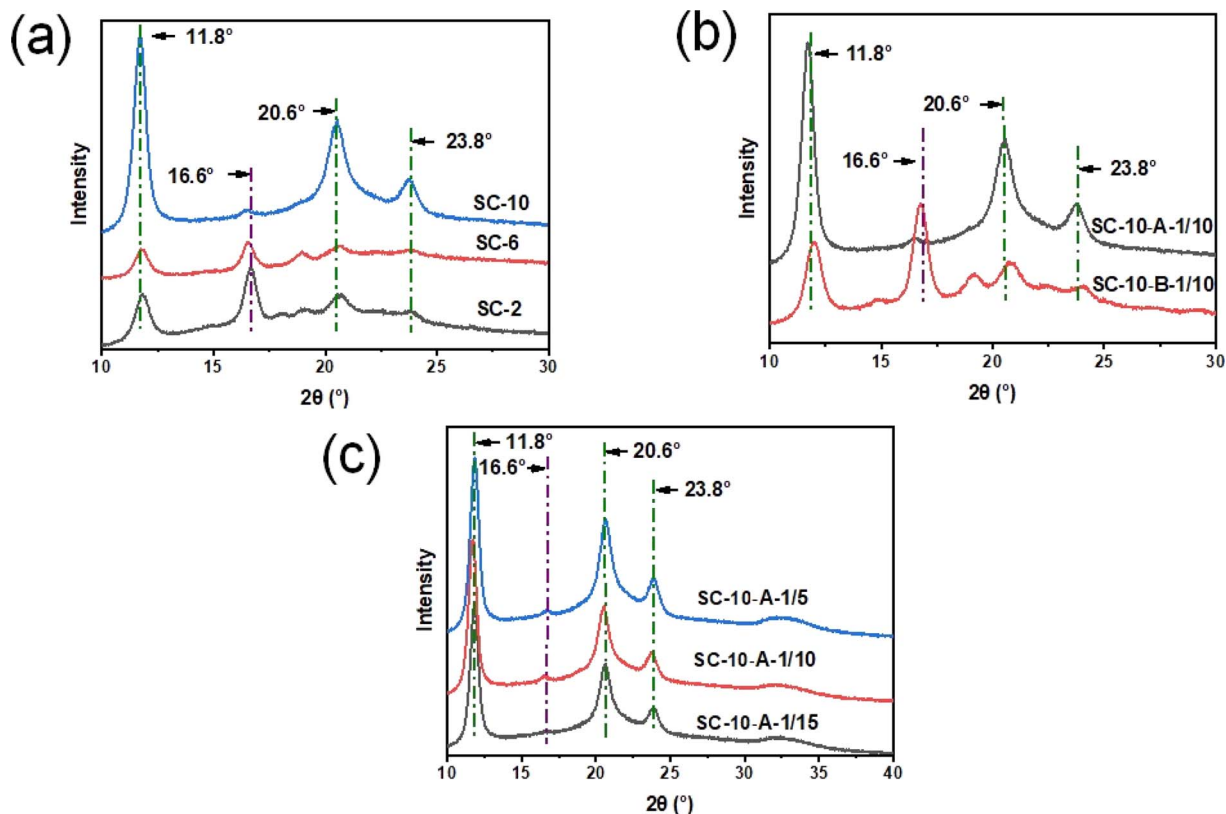 (a)
11.8°
20.6°
23.8°
16.6°
SC-10
SC-6
SC-2
Intensity
10 15 20 25 30
2θ (°)
(b)
11.8°
20.6°
23.8°
16.6°
SC-10-A-1/10
SC-10-B-1/10
Intensity
10 15 20 25 30
2θ (°)
(c)
11.8°
20.6°
16.6°
23.8°
SC-10-A-1/5
SC-10-A-1/10
SC-10-A-1/15
Intensity
10 15 20 25 30 35 40
2θ (°)